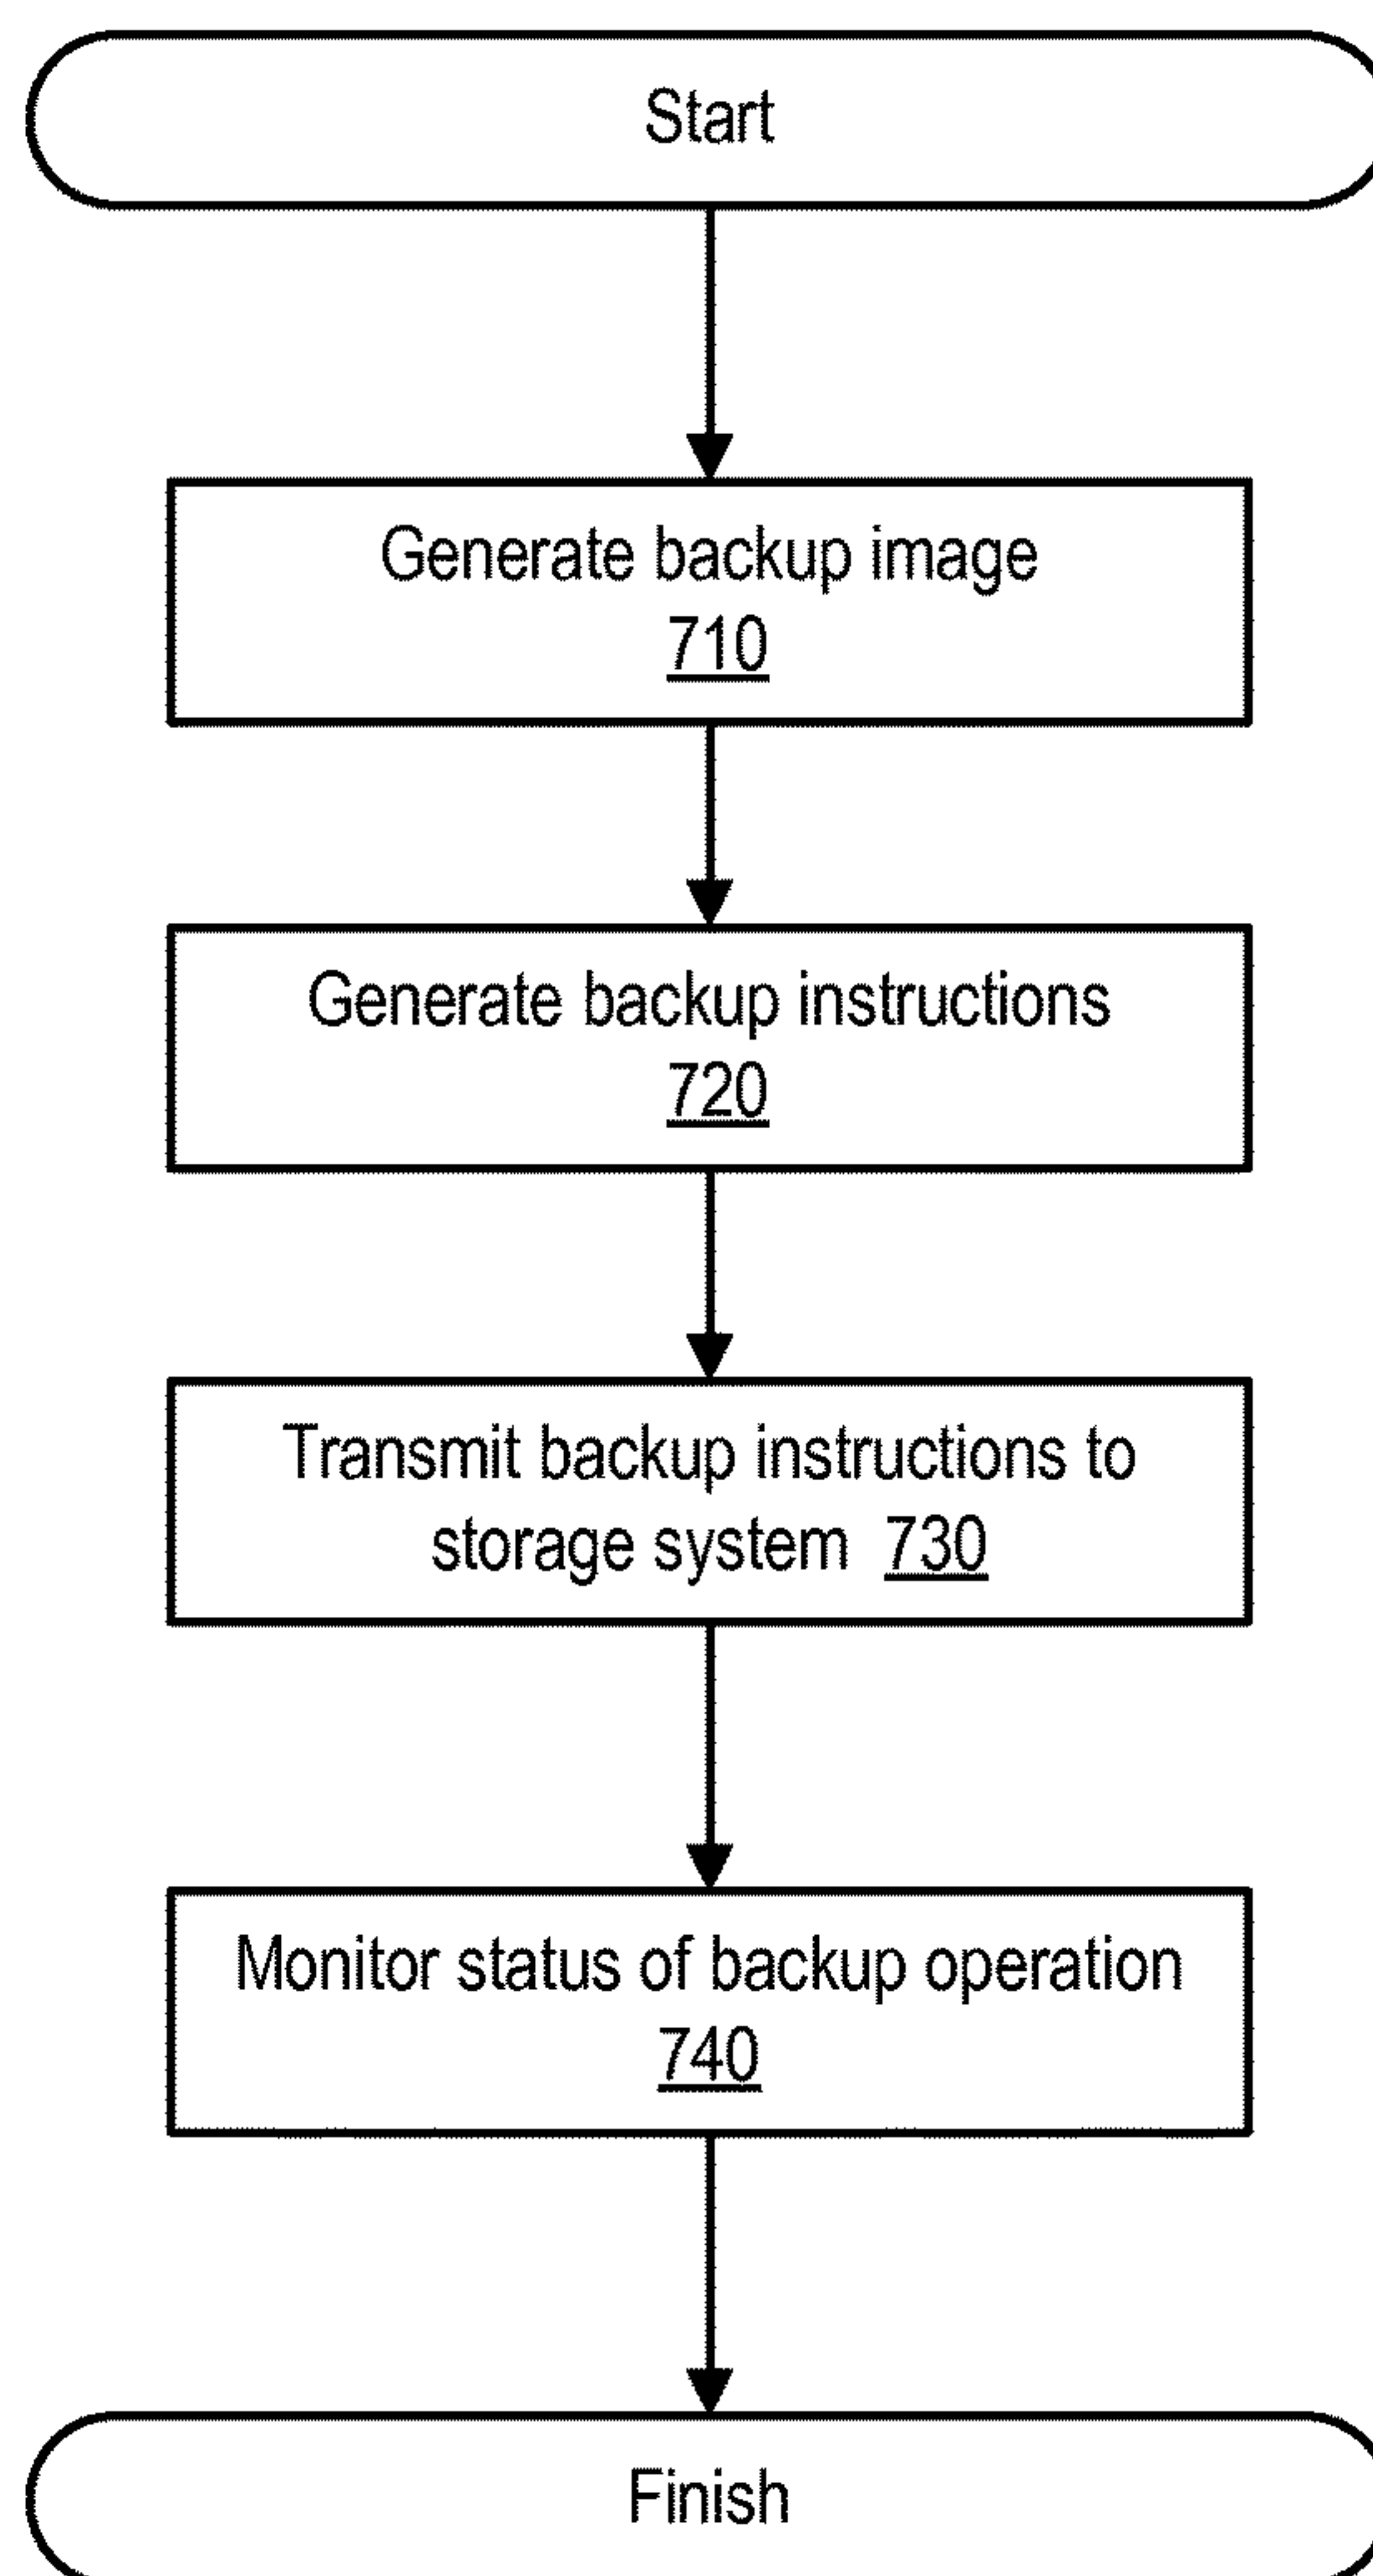 Start
Generate backup image
710
Generate backup instructions
720
Transmit backup instructions to
storage system 730
Monitor status of backup operation
740
Finish